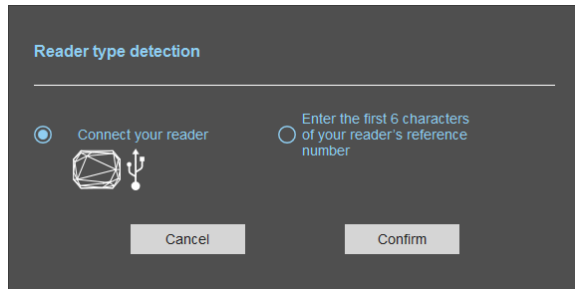 Reader type detection
Connect your reader
Enter the first 6 characters
of your reader's reference
number
Cancel
Confirm